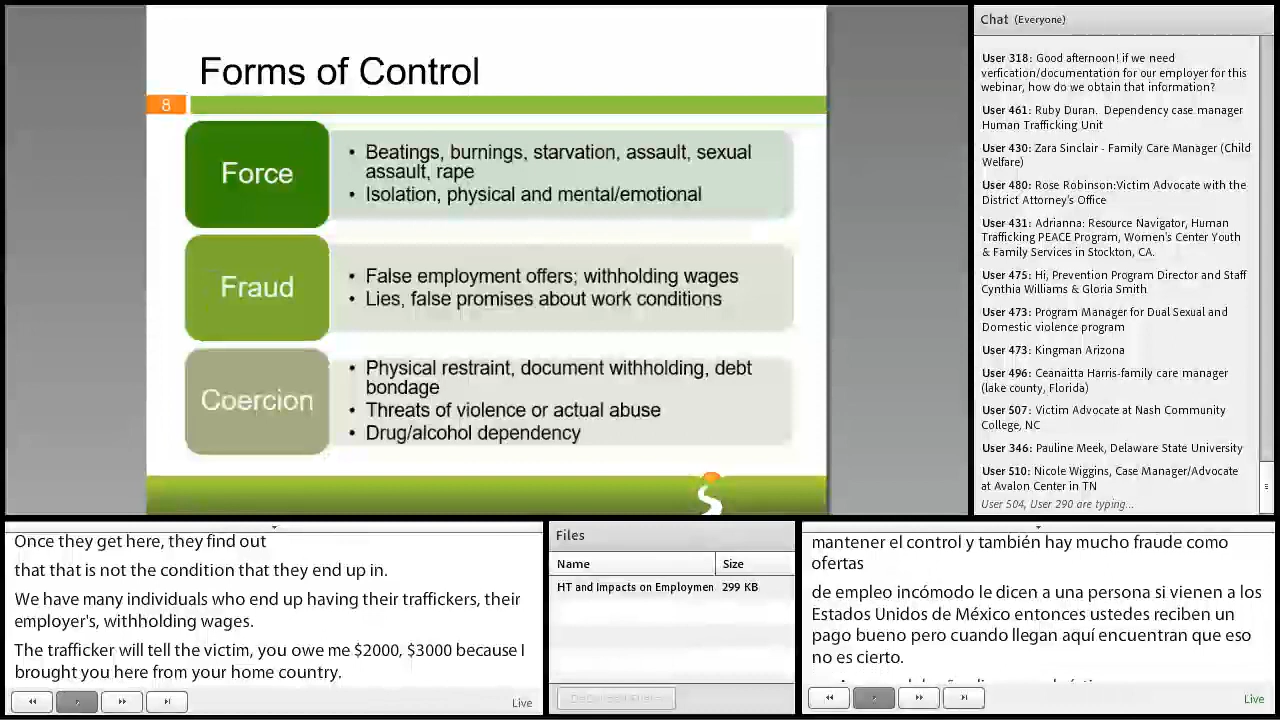 Forms of Control
8
Force
• Beatings, burnings, starvation, assault, sexual
assault, rape
• Isolation, physical and mental/emotional
Fraud
• False employment offers; withholding wages
• Lies, false promises about work conditions
Coercion
• Physical restraint, document withholding, debt
bondage
• Threats of violence or actual abuse
• Drug/alcohol dependency
Chat (Everyone)
User 318: Good afternoon! if we need
verfication/documentation for our employer for this
webinar, how do we obtain that information?
User 461: Ruby Duran. Dependency case manager
Human Trafficking Unit
User 430: Zara Sinclair - Family Care Manager (Child
Welfare)
User 480: Rose Robinson:Victim Advocate with the
District Attorney's Office
User 431: Adrianna: Resource Navigator, Human
Trafficking PEACE Program, Women's Center Youth
& Family Services in Stockton, CA.
User 475: Hi, Prevention Program Director and Staff
Cynthia Williams & Gloria Smith
User 473: Program Manager for Dual Sexual and
Domestic violence program
User 473: Kingman Arizona
User 496: Ceanaitta Harris-family care manager
(lake county, Florida)
User 507: Victim Advocate at Nash Community
College, NC
User 346: Pauline Meek, Delaware State University
User 510: Nicole Wiggins, Case Manager/Advocate
at Avalon Center in TN
User 504, User 290 are typing...
Once they get here, they find out
that that is not the condition that they end up in.
We have many individuals who end up having their traffickers, their
employer's, withholding wages.
The trafficker will tell the victim, you owe me $2000, $3000 because I
brought you here from your home country.
Live
Files
Name Size
HT and Impacts on Employmen 299 KB
mantener el control y también hay mucho fraude como
ofertas
de empleo incómodo le dicen a una persona si vienen a los
Estados Unidos de México entonces ustedes reciben un
pago bueno pero cuando llegan aquí encuentran que eso
no es cierto.
Live